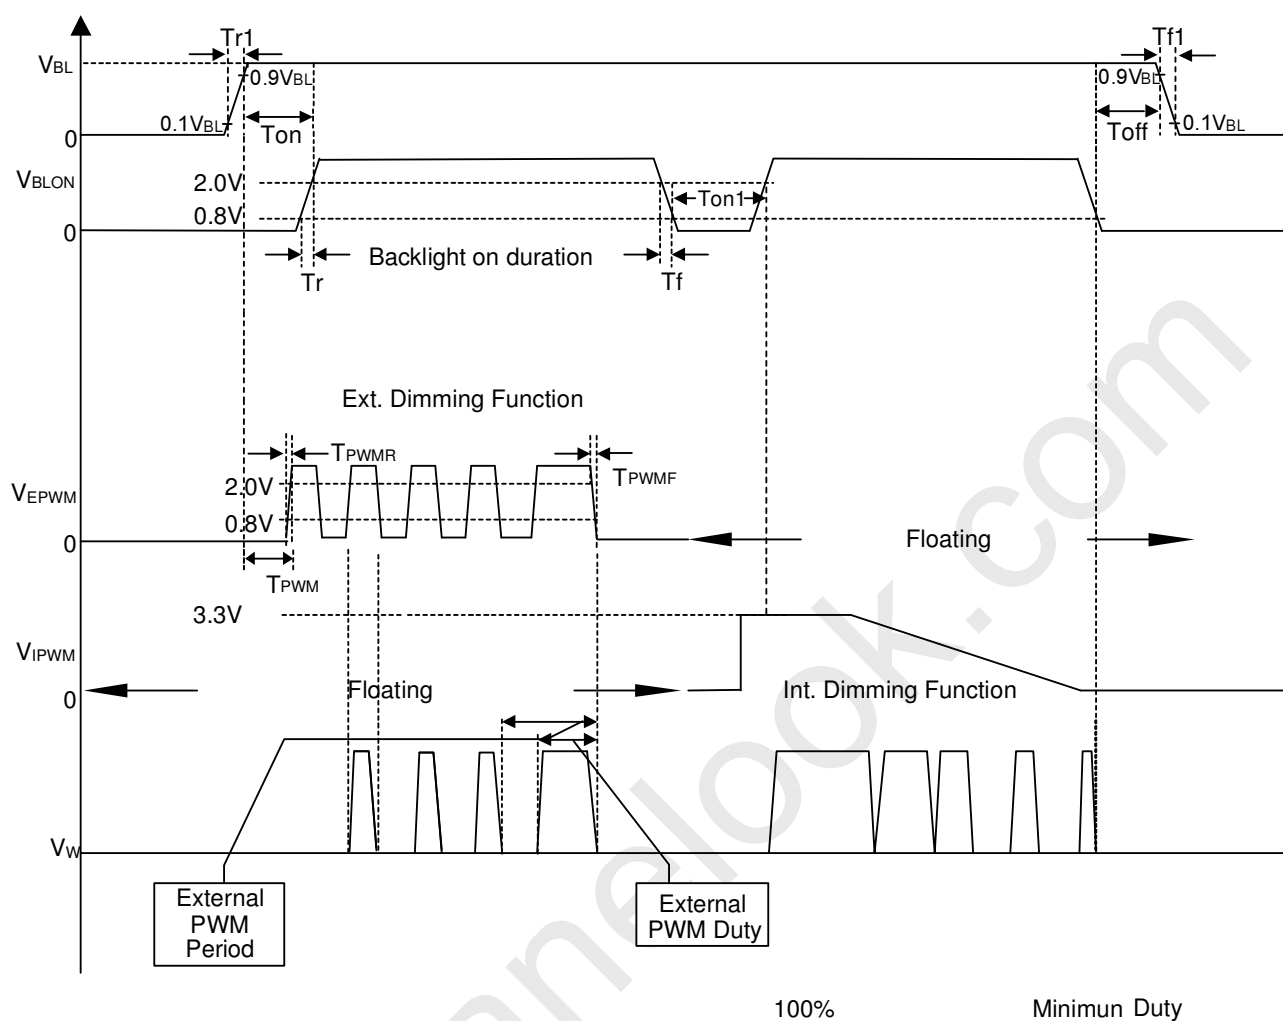 Tr1
Tf1
VBL
0.9VBL
0.9VBL
0.1VBL
Ton
Toff
0.1VBL
0
VBLON
2.0V
Ton1
0.8V
0
Backlight on duration
Tr
Tf
Ext. Dimming Function
TPWMR
TPWMF
VEPWM
2.0V
0.8V
0
Floating
TPWM
3.3V
VIPWM
0
Floating
Int. Dimming Function
VW
External
PWM
Period
External
PWM Duty
100%
Minimun Duty
anelook.com